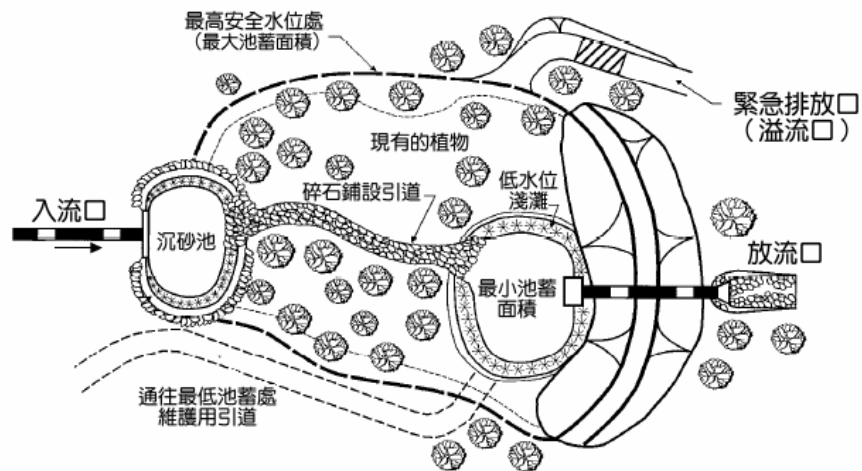 最高安全水位處
(最大池蓄面積)
緊急排放口
(溢流口)
現有的植物
低水位
淺灘
碎石鋪設引道
入流口
沉砂池
放流口
最小池蓄
面積
通往最低池蓄處
維護用引道